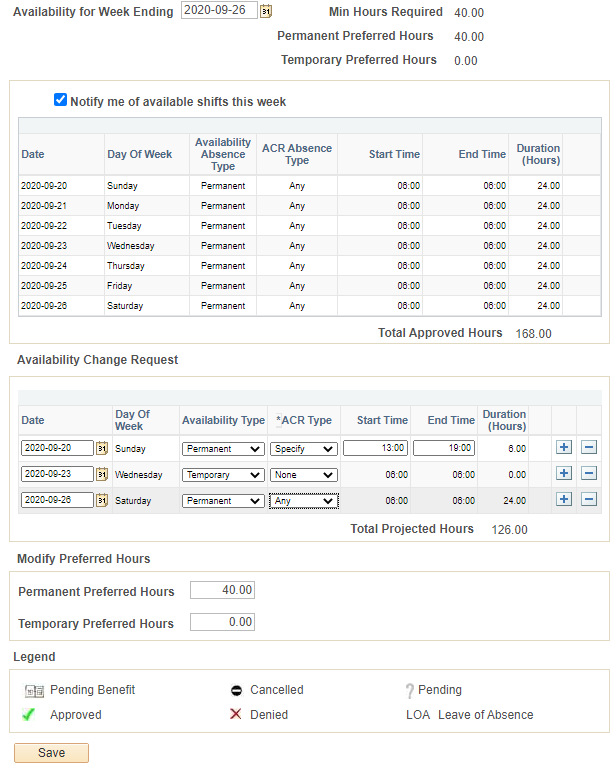 Availability for Week Ending 2020-09-26 Min Hours Required 40.00
Permanent Preferred Hours 40.00
Temporary Preferred Hours 0.00
Notify me of available shifts this week
Date Day Of Week Availability Absence Type ACR Absence Type Start Time End Time Duration (Hours)
2020-09-20 Sunday Permanent Any 06:00 06:00 24.00
2020-09-21 Monday Permanent Any 06:00 06:00 24.00
2020-09-22 Tuesday Permanent Any 06:00 06:00 24.00
2020-09-23 Wednesday Permanent Any 06:00 06:00 24.00
2020-09-24 Thursday Permanent Any 06:00 06:00 24.00
2020-09-25 Friday Permanent Any 06:00 06:00 24.00
2020-09-26 Saturday Permanent Any 06:00 06:00 24.00
Total Approved Hours 168.00
Availability Change Request
Date Day Of Week Availability Type *ACR Type Start Time End Time Duration (Hours)
2020-09-20 Sunday Permanent Specify 13:00 19:00 6.00
2020-09-23 Wednesday Temporary None 06:00 06:00 0.00
2020-09-26 Saturday Permanent Any 06:00 06:00 24.00
Total Projected Hours 126.00
Modify Preferred Hours
Permanent Preferred Hours 40.00
Temporary Preferred Hours 0.00
Legend
Pending Benefit Cancelled Pending
Approved Denied LOA Leave of Absence
Save